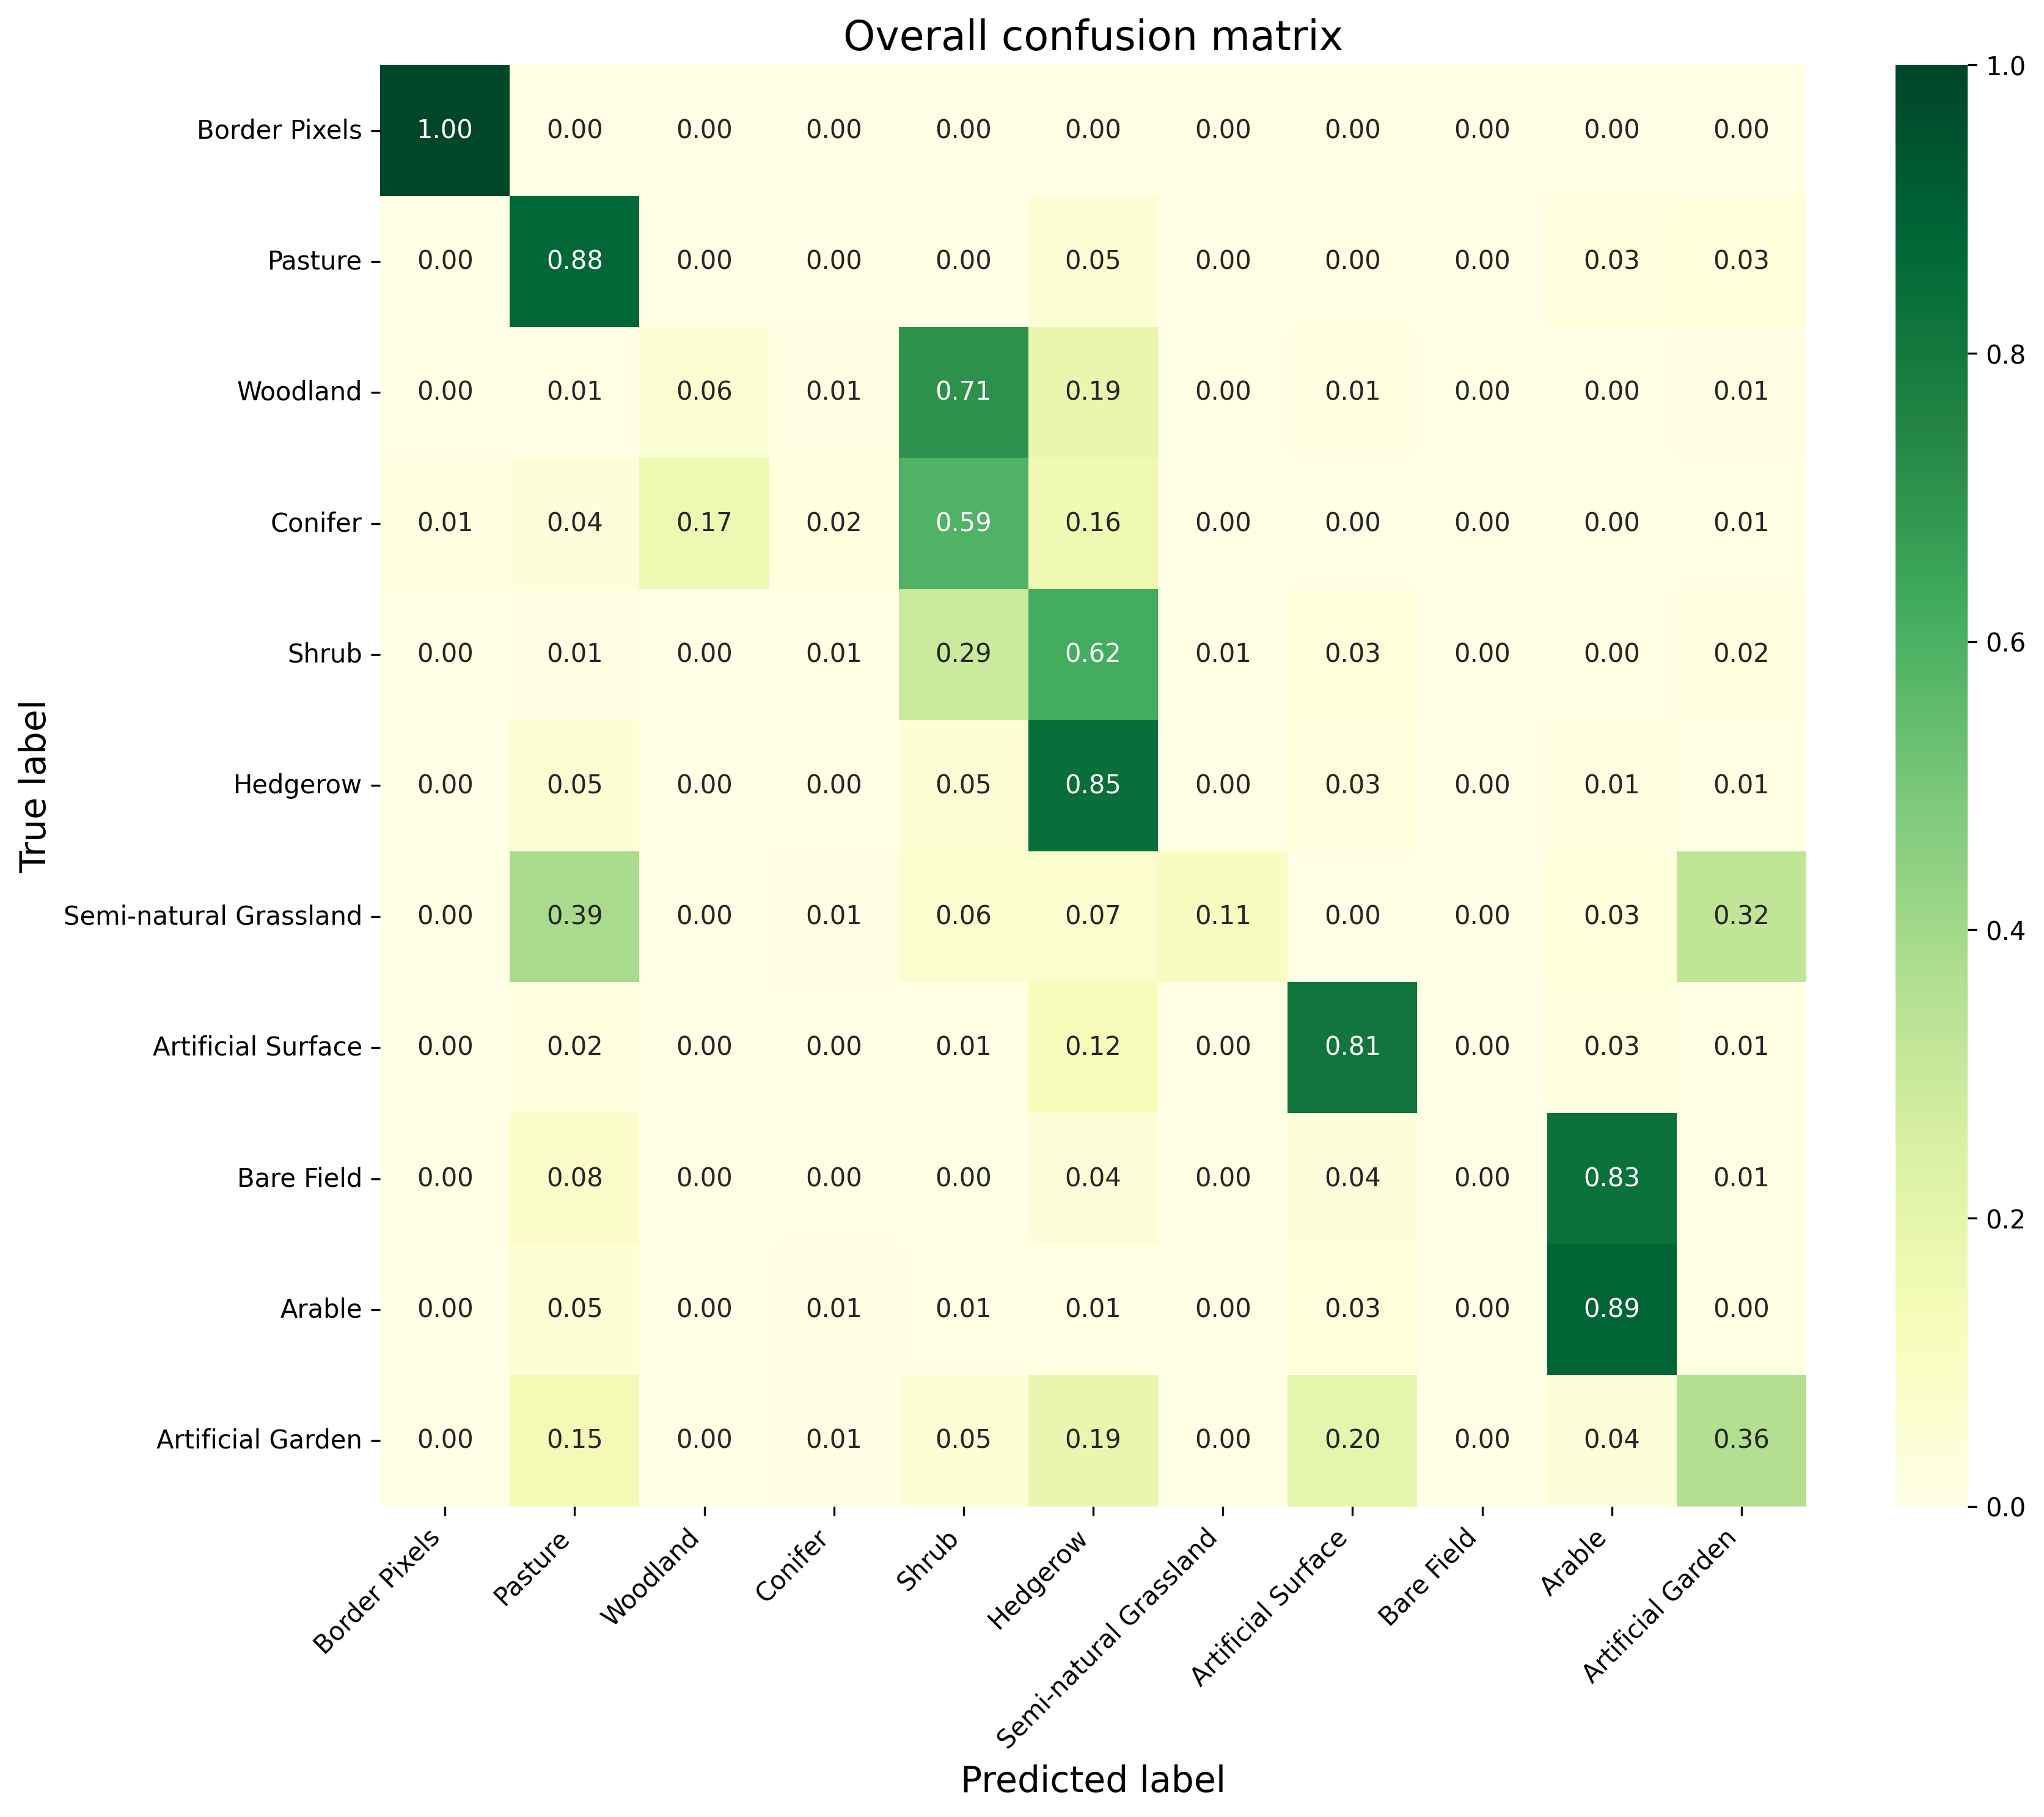 Overall confusion matrix
True label
Border Pixels 1.00 0.00 0.00 0.00 0.00 0.00 0.00 0.00 0.00 0.00 0.00
Pasture 0.00 0.88 0.00 0.00 0.00 0.05 0.00 0.00 0.00 0.03 0.03
Woodland 0.00 0.01 0.06 0.01 0.71 0.19 0.00 0.01 0.00 0.00 0.01
Conifer 0.01 0.04 0.17 0.02 0.59 0.16 0.00 0.00 0.00 0.00 0.01
Shrub 0.00 0.01 0.00 0.01 0.29 0.62 0.01 0.03 0.00 0.00 0.02
Hedgerow 0.00 0.05 0.00 0.00 0.05 0.85 0.00 0.03 0.00 0.01 0.01
Semi-natural Grassland 0.00 0.39 0.00 0.01 0.06 0.07 0.11 0.00 0.00 0.03 0.32
Artificial Surface 0.00 0.02 0.00 0.00 0.01 0.12 0.00 0.81 0.00 0.03 0.01
Bare Field 0.00 0.08 0.00 0.00 0.00 0.04 0.00 0.04 0.00 0.83 0.01
Arable 0.00 0.05 0.00 0.01 0.01 0.01 0.00 0.03 0.00 0.89 0.00
Artificial Garden 0.00 0.15 0.00 0.01 0.05 0.19 0.00 0.20 0.00 0.04 0.36
Border Pixels
Pasture
Woodland
Conifer
Shrub
Hedgerow
Semi-natural Grassland
Artificial Surface
Bare Field
Arable
Artificial Garden
Predicted label
1.0
0.8
0.6
0.4
0.2
0.0